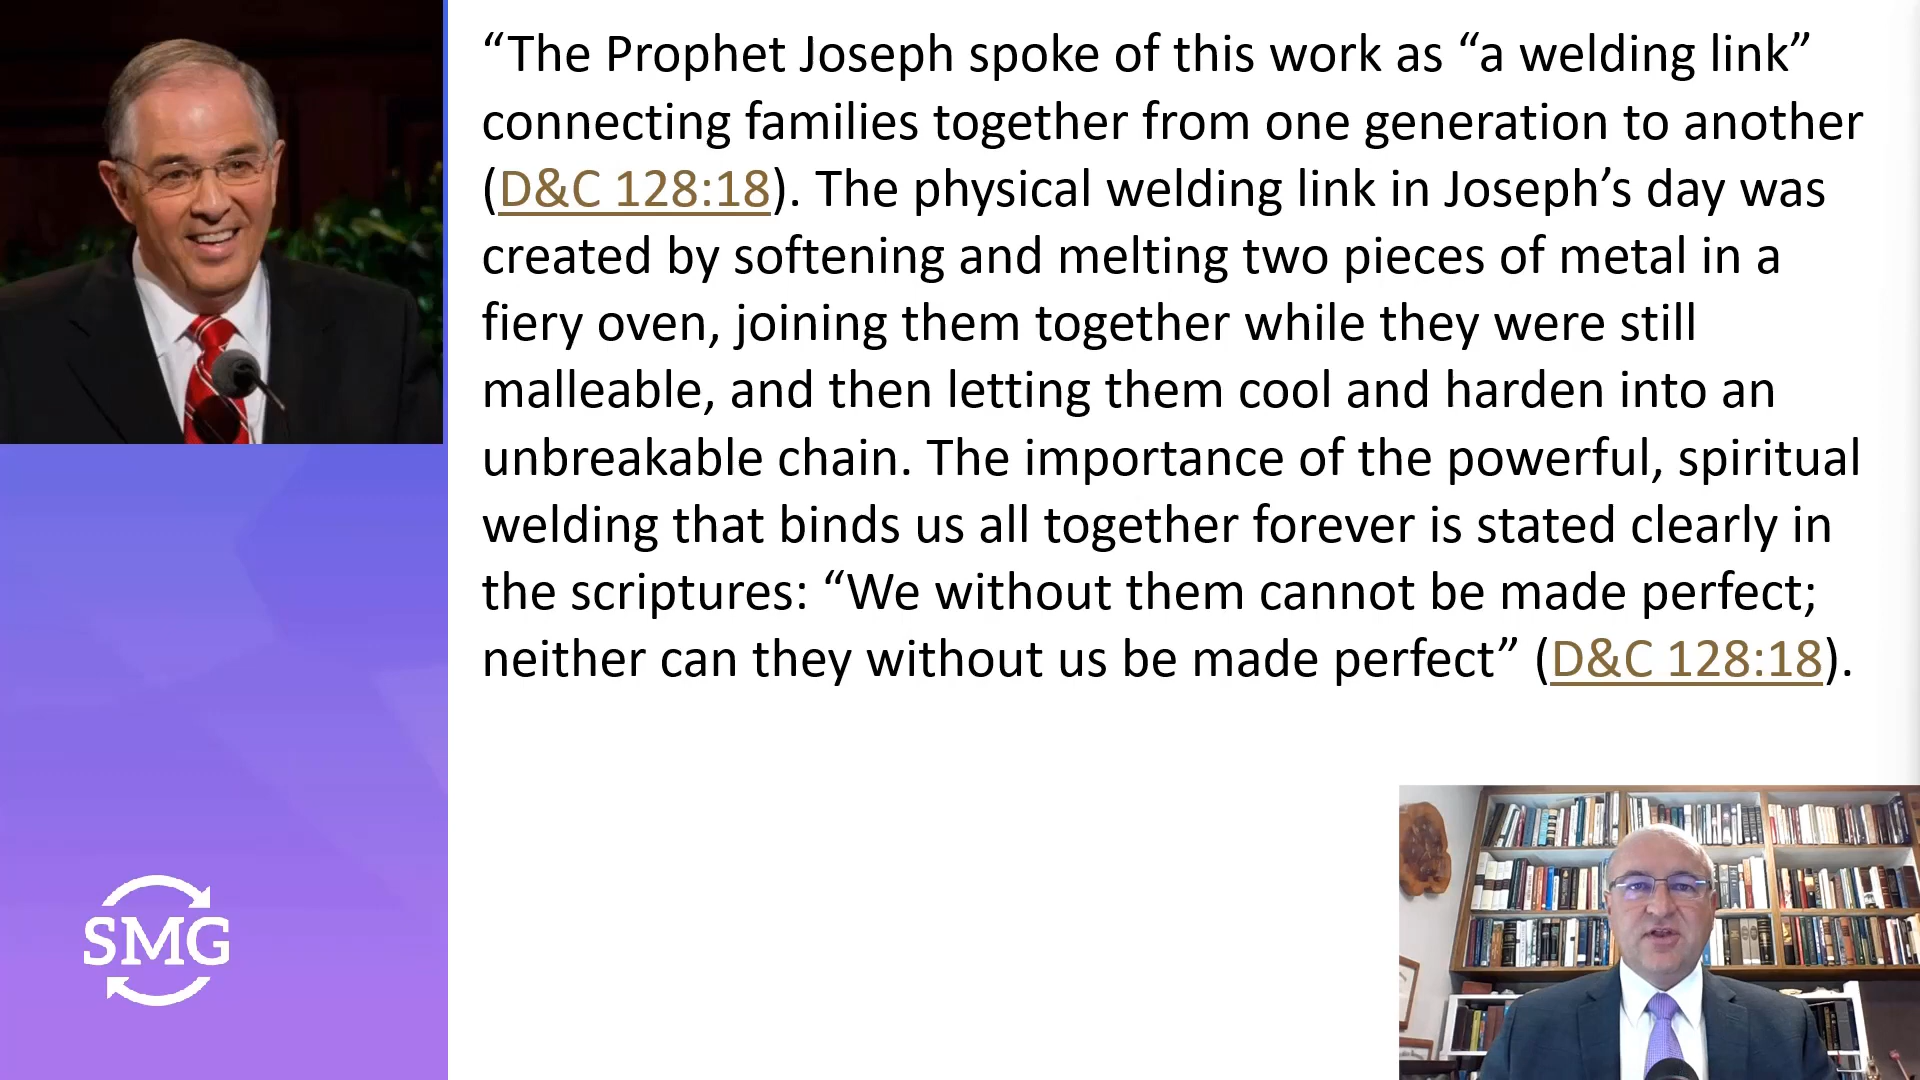 “The Prophet Joseph spoke of this work as “a welding link”
connecting families together from one generation to another
(D&C 128:18). The physical welding link in Joseph’s day was
created by softening and melting two pieces of metal in a
fiery oven, joining them together while they were still
malleable, and then letting them cool and harden into an
unbreakable chain. The importance of the powerful, spiritual
welding that binds us all together forever is stated clearly in
the scriptures: “We without them cannot be made perfect;
neither can they without us be made perfect” (D&C 128:18).
SMG